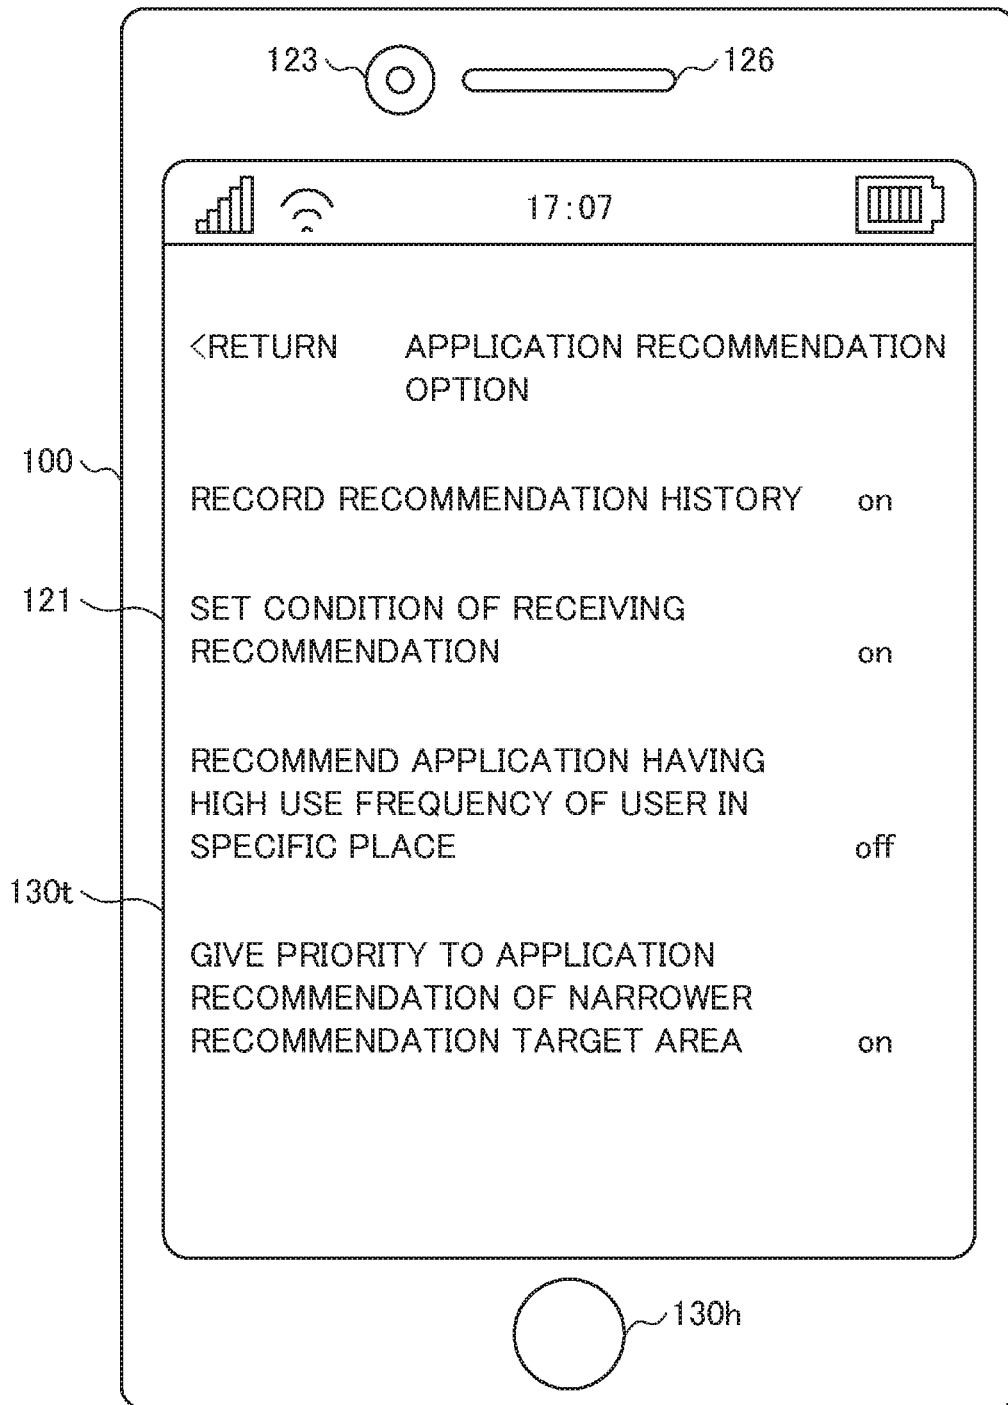 123
126
17:07
<RETURN
APPLICATION RECOMMENDATION
OPTION
100
RECORD RECOMMENDATION HISTORY on
121
SET CONDITION OF RECEIVING
RECOMMENDATION on
RECOMMEND APPLICATION HAVING
HIGH USE FREQUENCY OF USER IN
SPECIFIC PLACE off
130t
GIVE PRIORITY TO APPLICATION
RECOMMENDATION OF NARROWER
RECOMMENDATION TARGET AREA on
130h